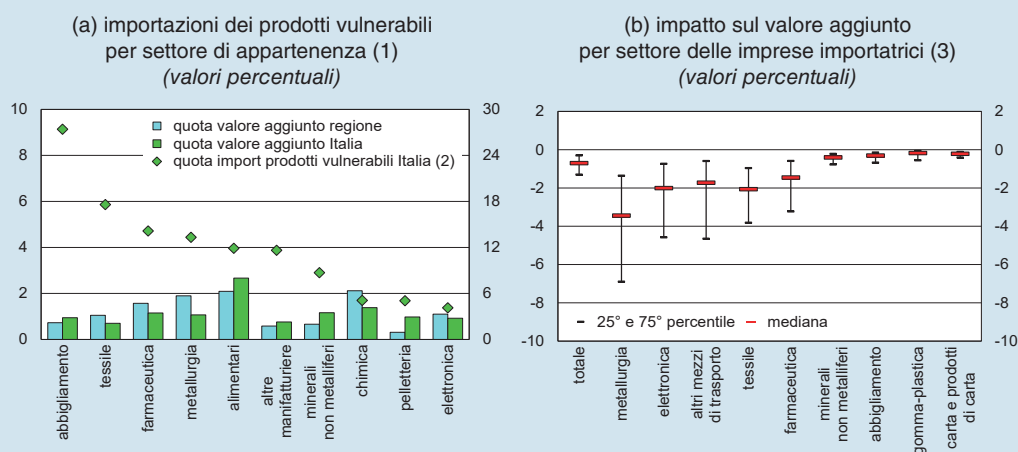 (a) importazioni dei prodotti vulnerabili
per settore di appartenenza (1)
(valori percentuali)
10 30
8 24
6 18
4 12
2 6
0 0
quota valore aggiunto regione
quota valore aggiunto Italia
quota import prodotti vulnerabili Italia (2)
abbigliamento
tessile
farmaceutica
metallurgia
alimentari
altre
manifatturiere
minerali
non metalliferi
chimica
pelletteria
elettronica
(b) impatto sul valore aggiunto
per settore delle imprese importatrici (3)
(valori percentuali)
2 2
0 0
-2 -2
-4 -4
-6 -6
-8 -8
-10 -10
25° e 75° percentile
mediana
totale
metallurgia
elettronica
altri mezzi
di trasporto
tessile
farmaceutica
minerali
non metalliferi
abbigliamento
gomma-plastica
carta e prodotti
di carta